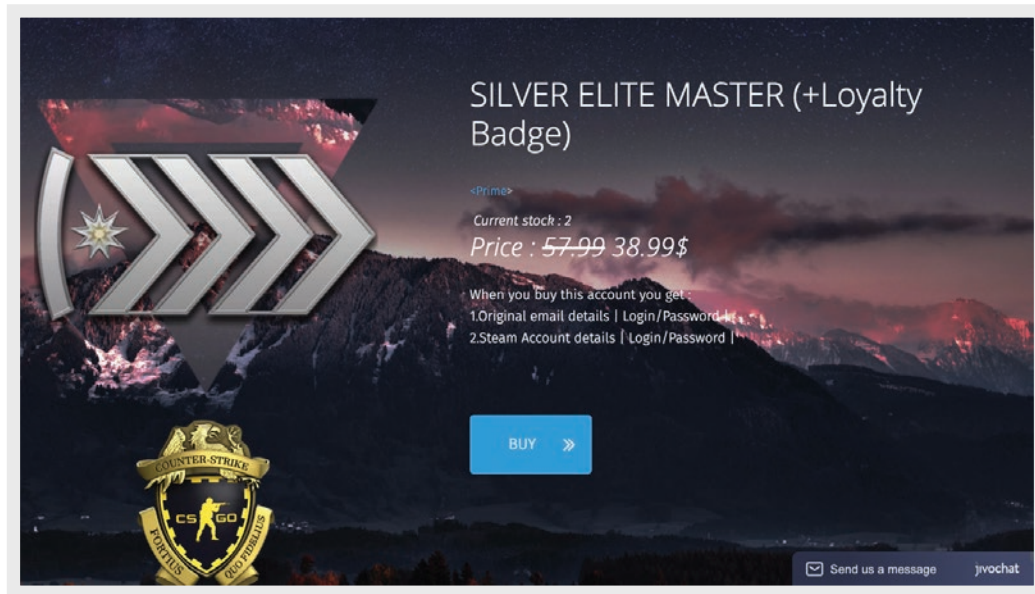 SILVER ELITE MASTER (+Loyalty
Badge)
<Prime>
Current stock : 2
Price : 57.99 38.99$
When you buy this account you get :
1.Original email details | Login/Password |
2.Steam Account details | Login/Password |
BUY
COUNTER-STRIKE
CS GO
FORTIUS QUO FIDELIUS
Send us a message jivochat